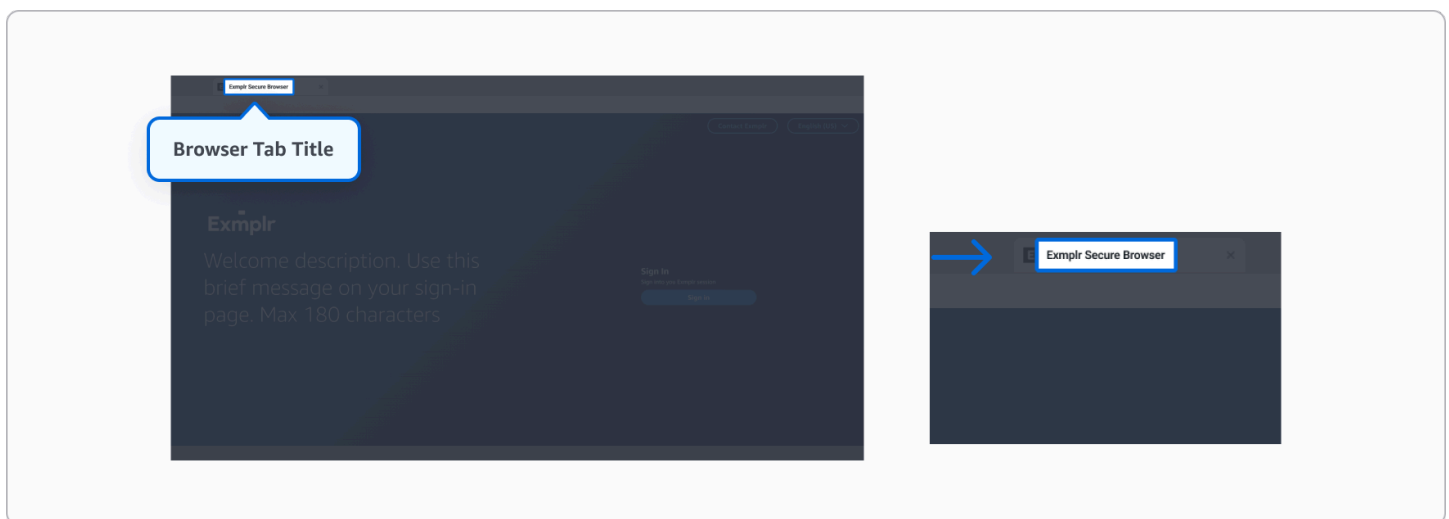 Exmplr Secure Browser
Browser Tab Title
Exmplr
Welcome description. Use this
brief message on your sign-in
page. Max 180 characters
Sign In
Sign in
Exmplr Secure Browser